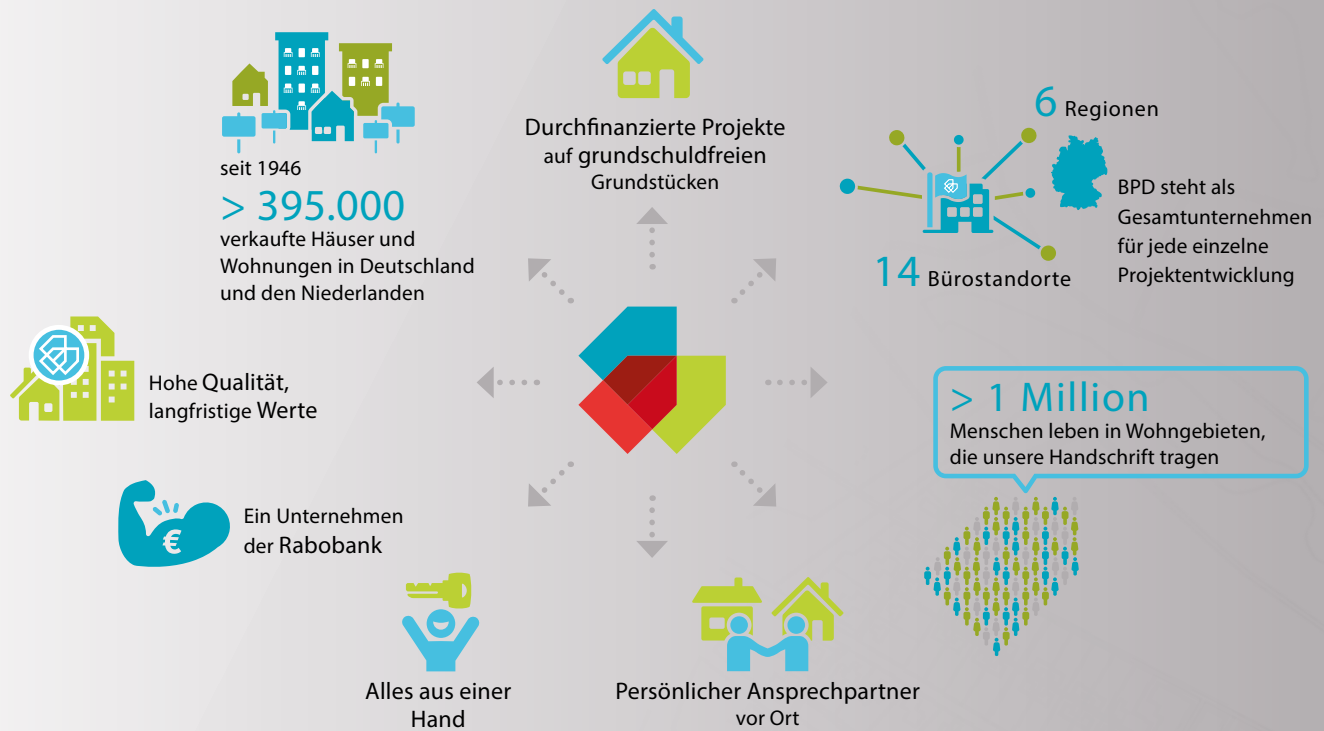 seit 1946
> 395.000
verkaufte Häuser und
Wohnungen in Deutschland
und den Niederlanden
Durchfinanzierte Projekte
auf grundschuldfreien
Grundstücken
6 Regionen
14 Bürostandorte
BPD steht als
Gesamtunternehmen
für jede einzelne
Projektentwicklung
Hohe Qualität,
langfristige Werte
> 1 Million
Menschen leben in Wohngebieten,
die unsere Handschrift tragen
€
Ein Unternehmen
der Rabobank
Alles aus einer
Hand
Persönlicher Ansprechpartner
vor Ort